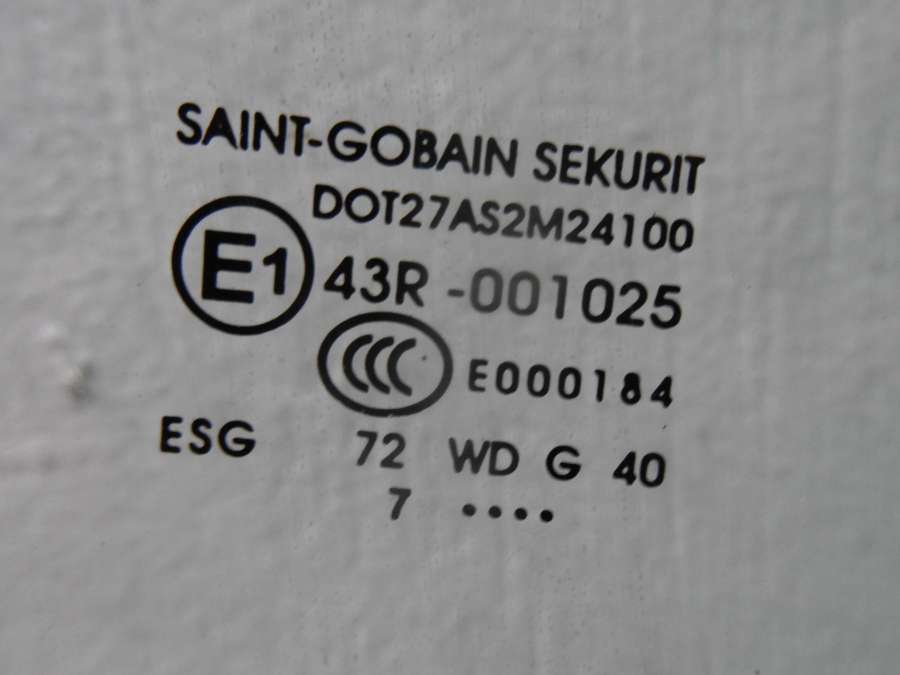 SAINT-GOBAIN SEKURIT
DOT27AS2M24100
E1 43R -001025
CCC E000184
ESG 72 WD G 40
7 ••••